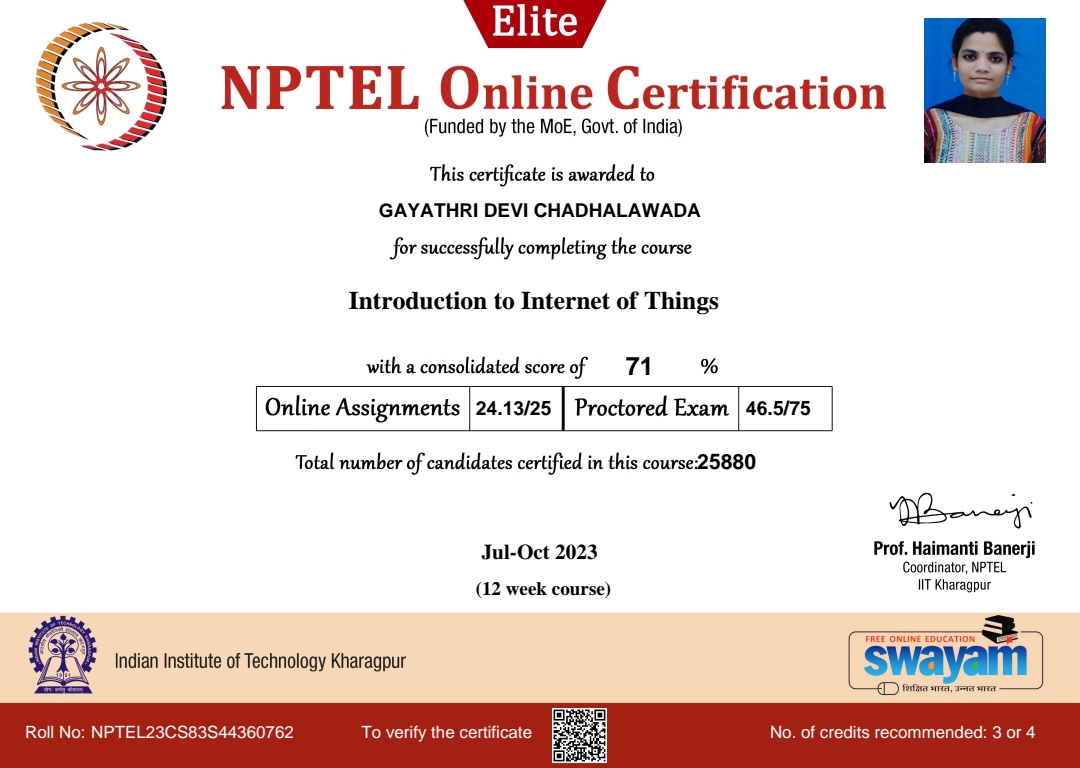 Elite
NPTEL Online Certification
(Funded by the MoE, Govt. of India)
This certificate is awarded to
GAYATHRI DEVI CHADHALAWADA
for successfully completing the course
Introduction to Internet of Things
with a consolidated score of 71 %
Online Assignments 24.13/25 Proctored Exam 46.5/75
Total number of candidates certified in this course:25880
Jul-Oct 2023
(12 week course)
Prof. Haimanti Banerji
Coordinator, NPTEL
IIT Kharagpur
Indian Institute of Technology Kharagpur
FREE ONLINE EDUCATION
swayam
शिक्षित भारत, उन्नत भारत
Roll No: NPTEL23CS83S44360762
To verify the certificate
No. of credits recommended: 3 or 4